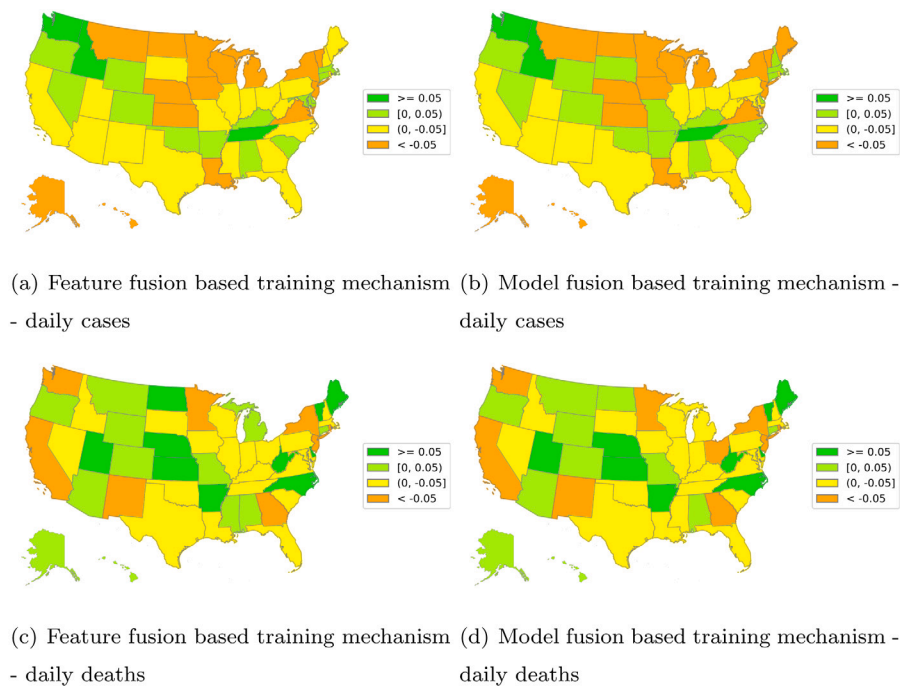 >= 0.05
[0, 0.05)
(0, -0.05]
< -0.05
>= 0.05
[0, 0.05)
(0, -0.05]
< -0.05
(a) Feature fusion based training mechanism
- daily cases
(b) Model fusion based training mechanism -
daily cases
>= 0.05
[0, 0.05)
(0, -0.05]
< -0.05
>= 0.05
[0, 0.05)
(0, -0.05]
< -0.05
(c) Feature fusion based training mechanism
- daily deaths
(d) Model fusion based training mechanism -
daily deaths